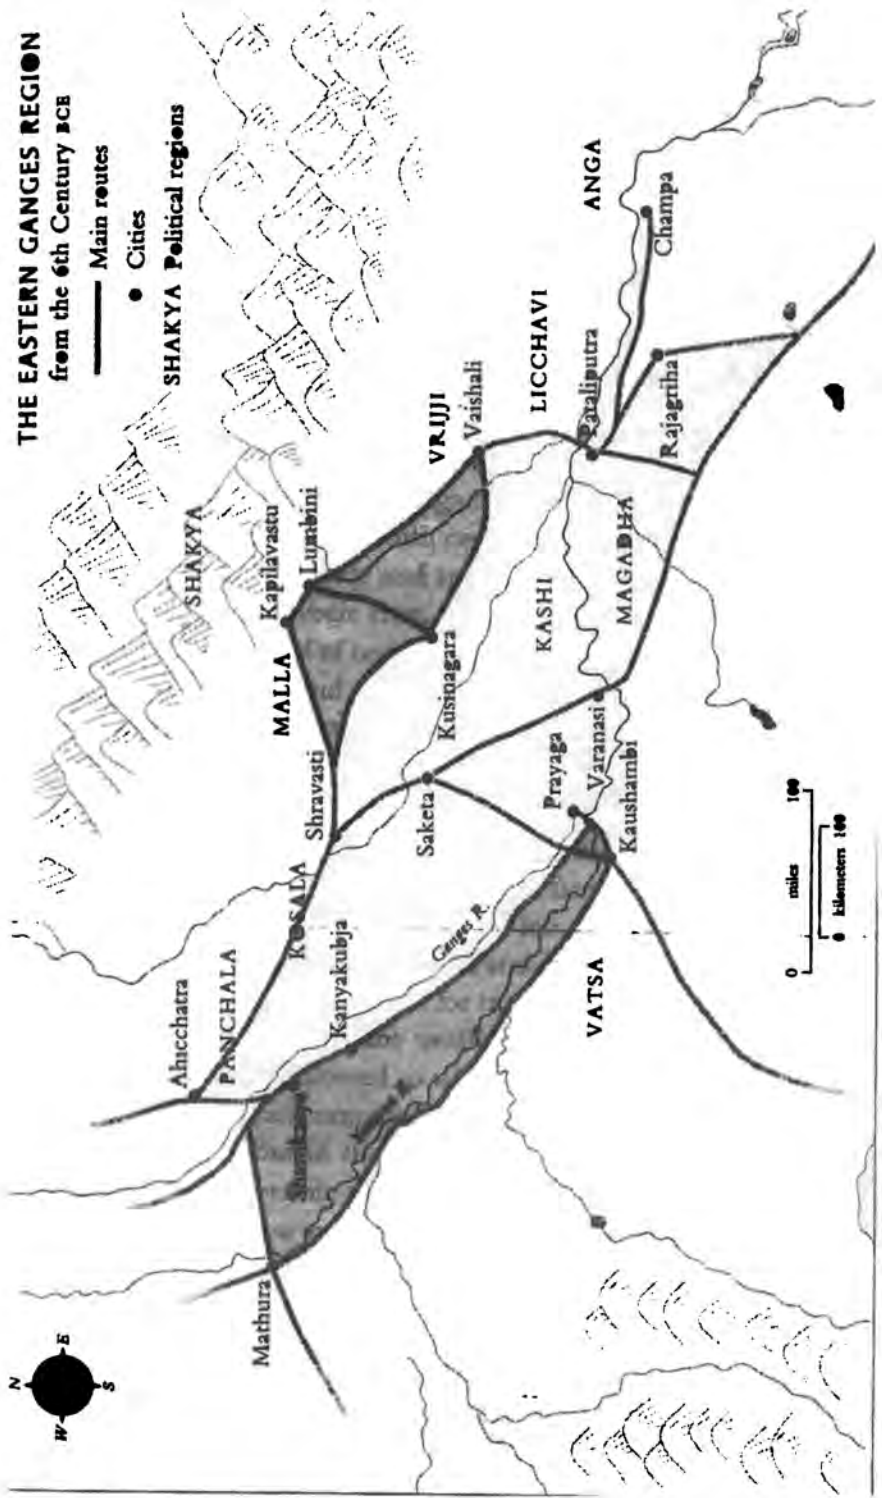 THE EASTERN GANGES REGION
from the 6th Century BCE
Main routes
Cities
SHAKYA Political regions
N
W
E
S
SHAKYA
Kapilavastu
Lumbini
MALLA
VRIJJI
Vaishali
LICCHAVI
ANGA
Ahicchatra
PANCHALA
KOSALA
Shravasti
Kusinagara
Kanyakubja
Saketa
Ganges R.
KASHI
Pataliputra
Champa
Mathura
Prayaga
Varanasi
MAGADHA
Rajagriha
Kaushambi
VATSA
miles
0 100
0 kilometers 100